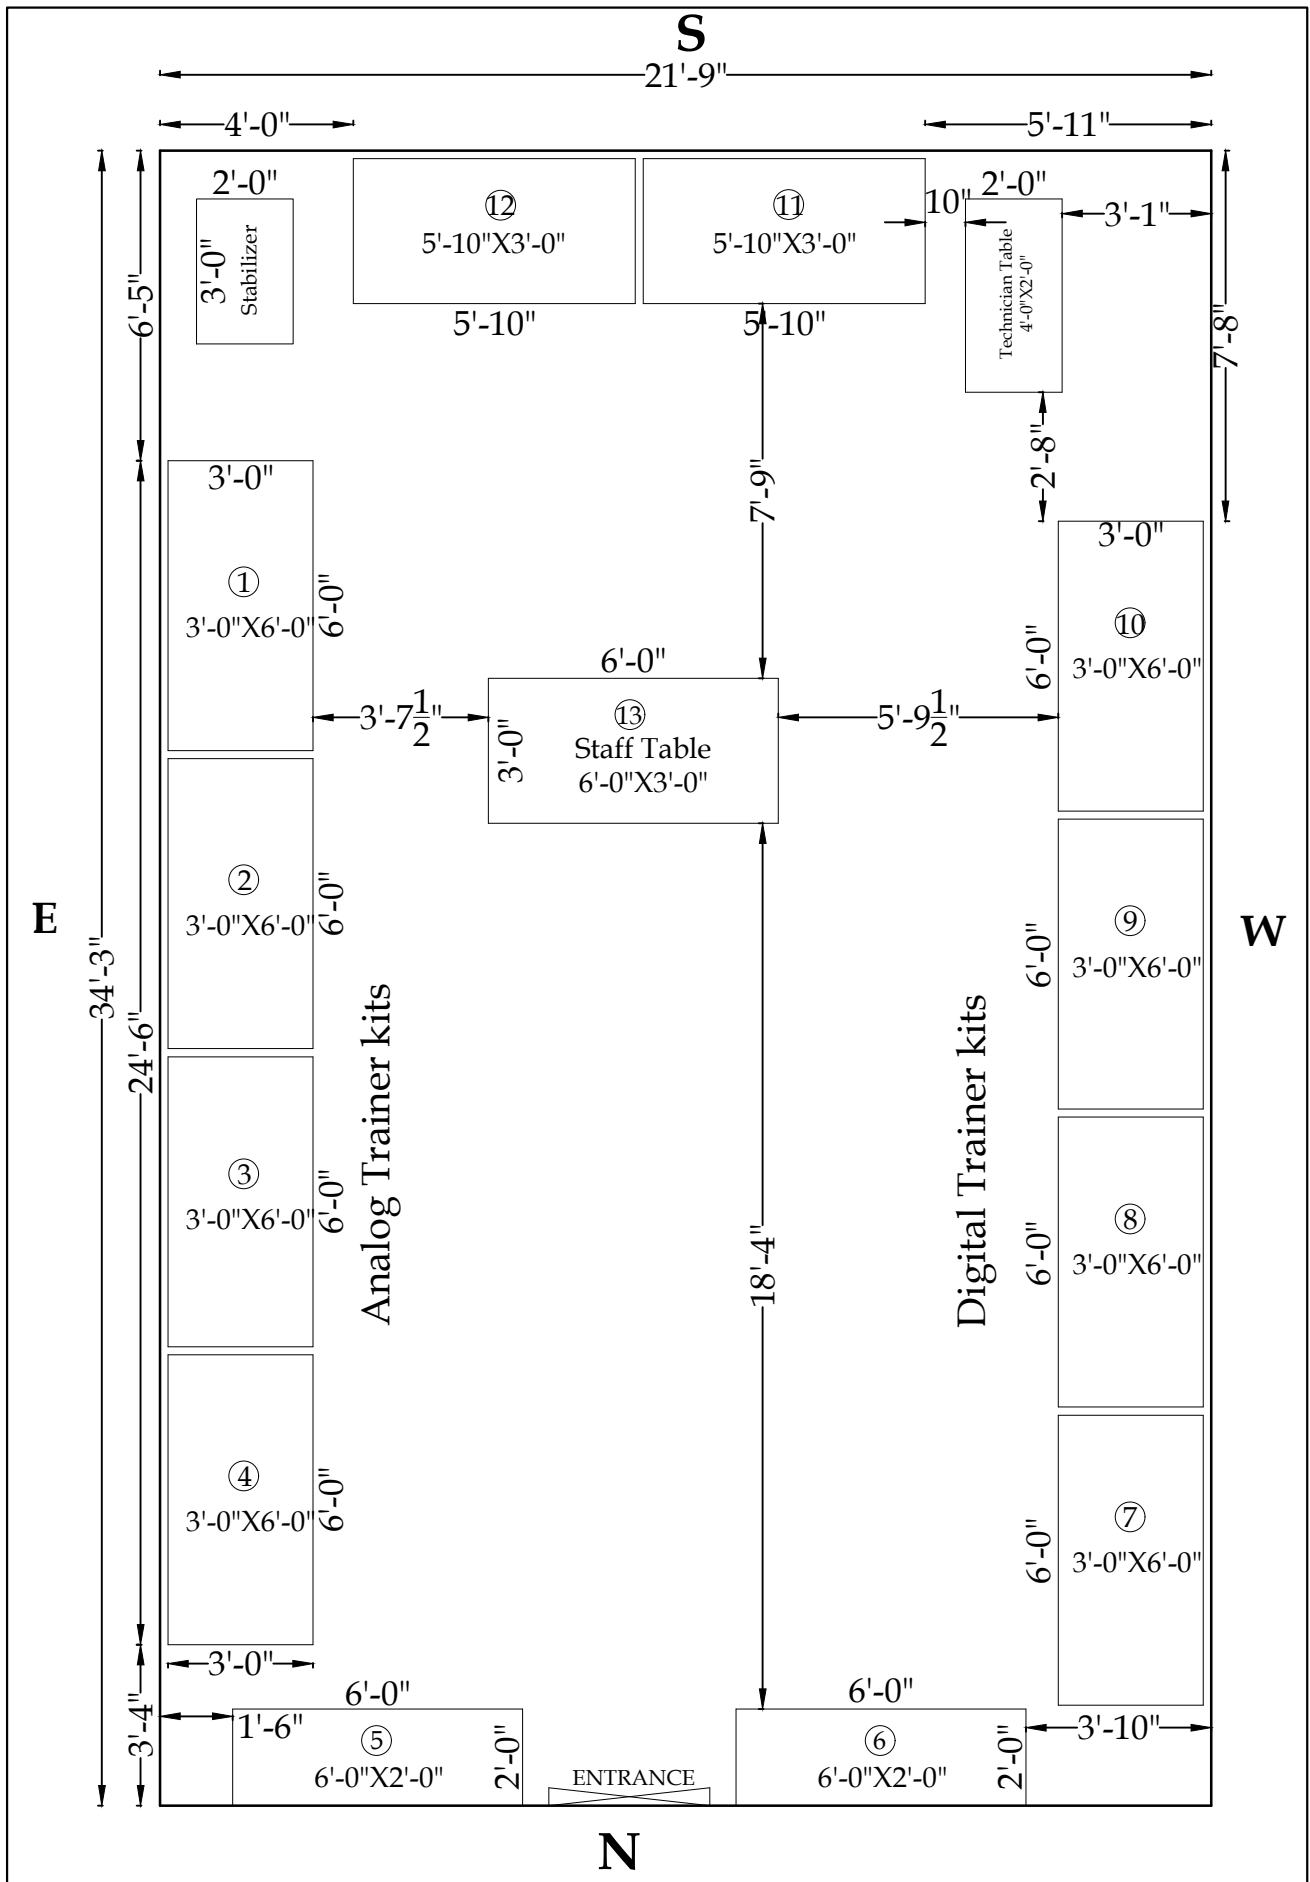 S
21'-9"
4'-0"
5'-11"
2'-0"
3'-0"
Stabilizer
12
5'-10"X3'-0"
5'-10"
11
5'-10"X3'-0"
5'-10"
10"
2'-0"
3'-1"
Technician Table
4'-0"X2'-0"
6'-5"
7'-8"
2'-8"
7'-9"
3'-0"
1
3'-0"X6'-0"
6'-0"
3'-0"
10
3'-0"X6'-0"
6'-0"
6'-0"
3'-7 1/2"
13
Staff Table
6'-0"X3'-0"
3'-0"
5'-9 1/2"
2
3'-0"X6'-0"
6'-0"
9
3'-0"X6'-0"
6'-0"
E
W
34'-3"
24'-6"
Analog Trainer kits
Digital Trainer kits
3
3'-0"X6'-0"
6'-0"
18'-4"
8
3'-0"X6'-0"
6'-0"
4
3'-0"X6'-0"
6'-0"
7
3'-0"X6'-0"
6'-0"
3'-0"
3'-4"
1'-6"
6'-0"
5
6'-0"X2'-0"
2'-0"
ENTRANCE
6'-0"
6
6'-0"X2'-0"
2'-0"
3'-10"
N